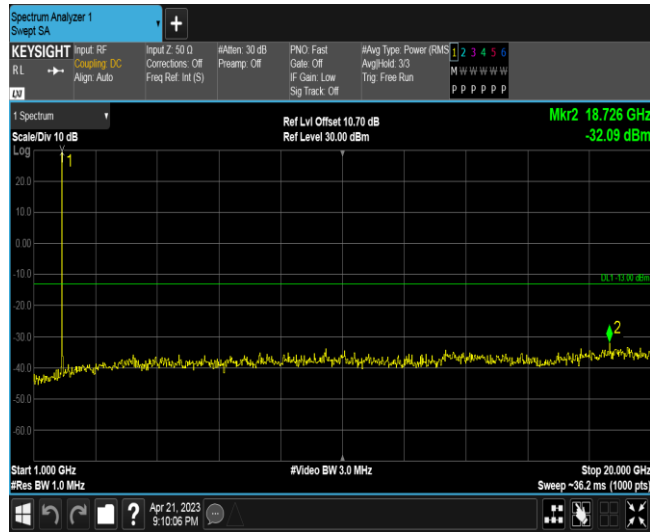 Spectrum Analyzer 1
Swept SA
+
KEYSIGHT Input: RF Input Z: 50 Ω #Atten: 30 dB PNO: Fast #Avg Type: Power (RMS 1 2 3 4 5 6
RL Coupling: DC Corrections: Off Preamp: Off Gate: Off Avg|Hold: 3/3 M W W W W W
Align: Auto Freq Ref: Int (S) IF Gain: Low Trig: Free Run
LXI Sig Track: Off P P P P P P
1 Spectrum Ref Lvl Offset 10.70 dB Mkr2 18.726 GHz
Scale/Div 10 dB Ref Level 30.00 dBm -32.09 dBm
Log
1
20.0
10.0
0.00
-10.0
DL1 -13.00 dBm
-20.0
2
-30.0
-40.0
-50.0
-60.0
Start 1.000 GHz #Video BW 3.0 MHz Stop 20.000 GHz
#Res BW 1.0 MHz Sweep ~36.2 ms (1000 pts)
? Apr 21, 2023
9:10:06 PM